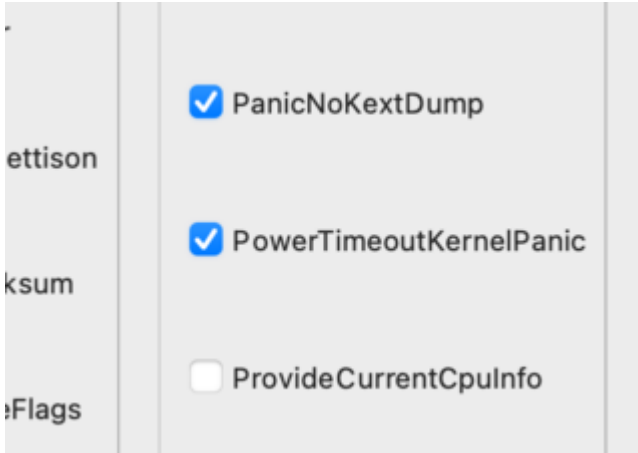 PanicNoKextDump
ettison
PowerTimeoutKernelPanic
ksum
ProvideCurrentCpuInfo
eFlags